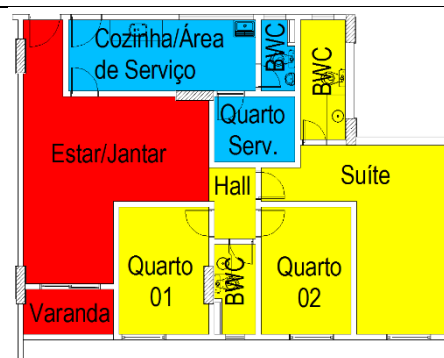 Cozinha/Área
de Serviço
BWC
BWC
Quarto
Serv.
Estar/Jantar
Hall
Suíte
Quarto
01
BWC
Quarto
02
Varanda